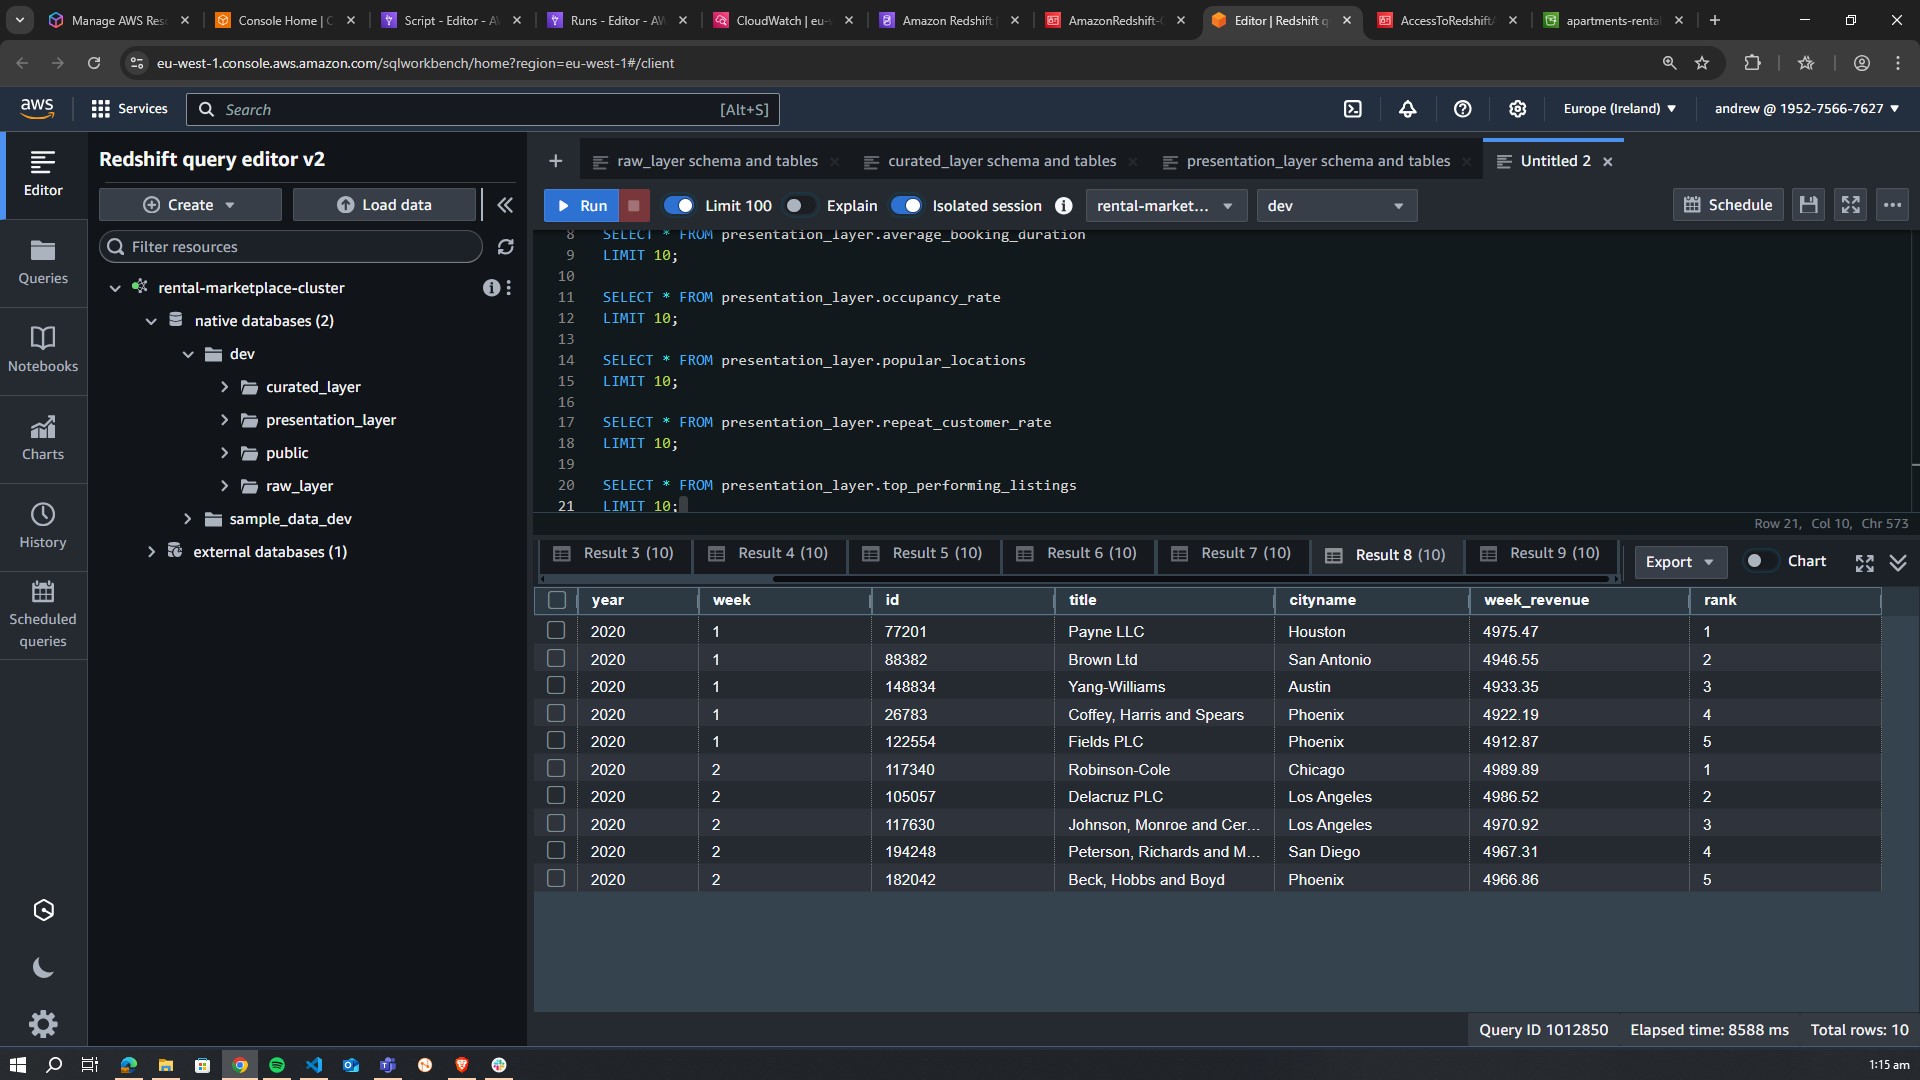 Manage AWS Res
Console Home | C
Script - Editor - A
Runs - Editor - AW
CloudWatch | eu-
Amazon Redshift
AmazonRedshift-C
Editor | Redshift q
AccessToRedshift
apartments-renta
eu-west-1.console.aws.amazon.com/sqlworkbench/home?region=eu-west-1#/client
aws
Services
Search
[Alt+S]
Europe (Ireland)
andrew @ 1952-7566-7627
Editor
Queries
Notebooks
Charts
History
Scheduled
queries
Redshift query editor v2
Create
Load data
Filter resources
rental-marketplace-cluster
native databases (2)
dev
curated_layer
presentation_layer
public
raw_layer
sample_data_dev
external databases (1)
raw_layer schema and tables
curated_layer schema and tables
presentation_layer schema and tables
Untitled 2
Run
Limit 100
Explain
Isolated session
rental-market...
dev
Schedule
8 SELECT * FROM presentation_layer.average_booking_duration
9 LIMIT 10;
10
11 SELECT * FROM presentation_layer.occupancy_rate
12 LIMIT 10;
13
14 SELECT * FROM presentation_layer.popular_locations
15 LIMIT 10;
16
17 SELECT * FROM presentation_layer.repeat_customer_rate
18 LIMIT 10;
19
20 SELECT * FROM presentation_layer.top_performing_listings
21 LIMIT 10;
Row 21, Col 10, Chr 573
Result 3 (10)
Result 4 (10)
Result 5 (10)
Result 6 (10)
Result 7 (10)
Result 8 (10)
Result 9 (10)
Export
Chart
year week id title cityname week_revenue rank
2020 1 77201 Payne LLC Houston 4975.47 1
2020 1 88382 Brown Ltd San Antonio 4946.55 2
2020 1 148834 Yang-Williams Austin 4933.35 3
2020 1 26783 Coffey, Harris and Spears Phoenix 4922.19 4
2020 1 122554 Fields PLC Phoenix 4912.87 5
2020 2 117340 Robinson-Cole Chicago 4989.89 1
2020 2 105057 Delacruz PLC Los Angeles 4986.52 2
2020 2 117630 Johnson, Monroe and Cer... Los Angeles 4970.92 3
2020 2 194248 Peterson, Richards and M... San Diego 4967.31 4
2020 2 182042 Beck, Hobbs and Boyd Phoenix 4966.86 5
Query ID 1012850 Elapsed time: 8588 ms Total rows: 10
1:15 am